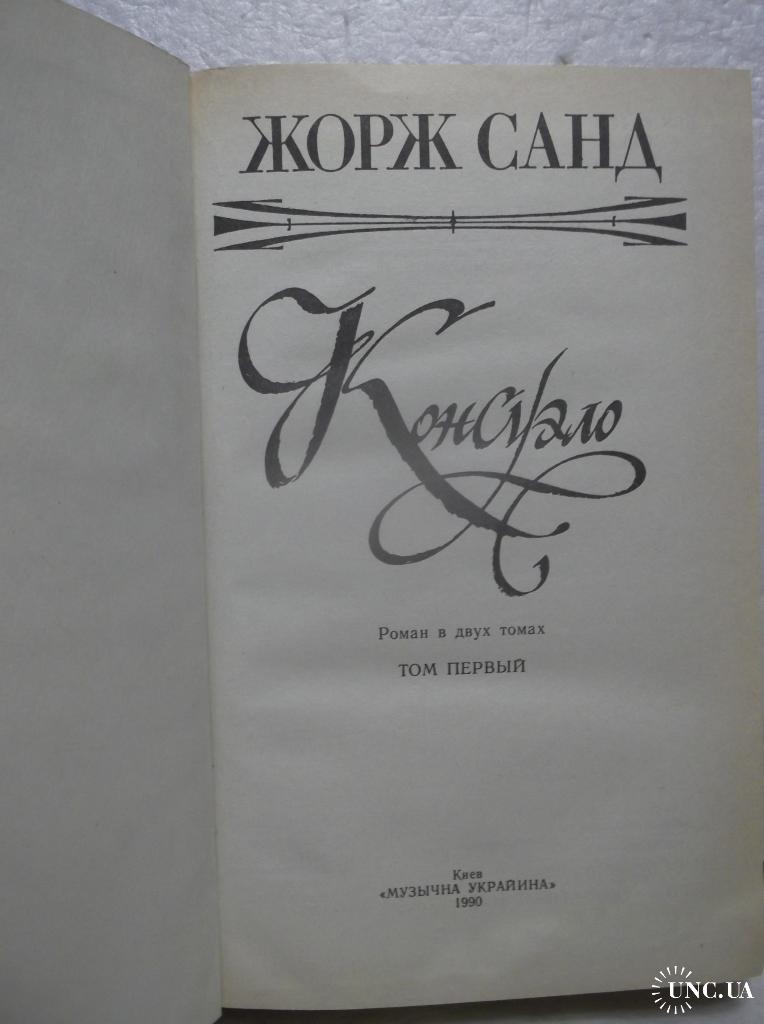 ЖОРЖ САНД
Консуэло
Роман в двух томах
ТОМ ПЕРВЫЙ
Киев
«МУЗЫЧНА УКРАЙИНА»
1990
UNC.UA